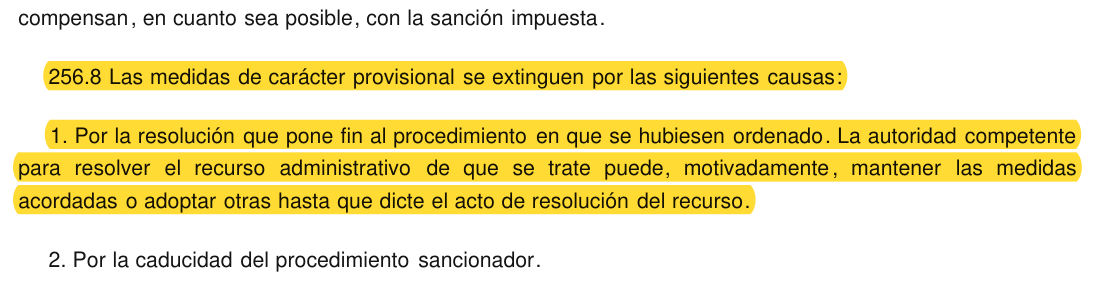 compensan, en cuanto sea posible, con la sanción impuesta.
256.8 Las medidas de carácter provisional se extinguen por las siguientes causas:
1. Por la resolución que pone fin al procedimiento en que se hubiesen ordenado. La autoridad competente
para resolver el recurso administrativo de que se trate puede, motivadamente, mantener las medidas
acordadas o adoptar otras hasta que dicte el acto de resolución del recurso.
2. Por la caducidad del procedimiento sancionador.